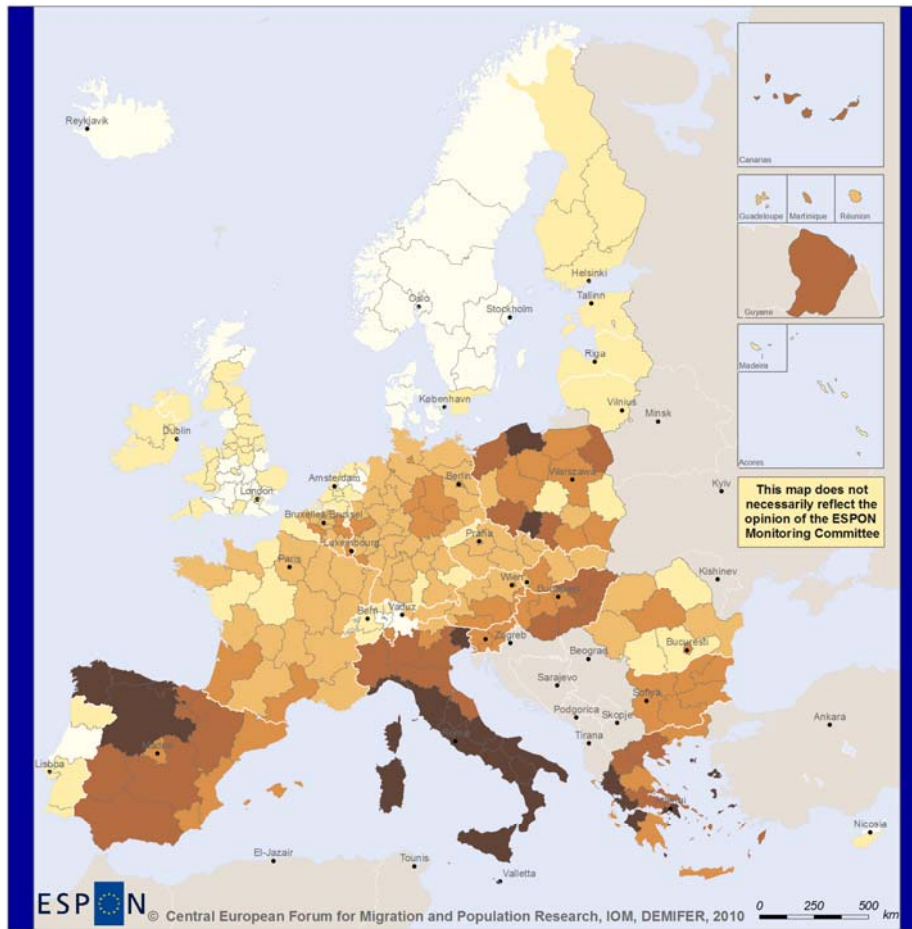 Reykjavik
Canarias
Guadeloupe
Martinique
Réunion
Guyane
Madeira
Acores
This map does not
necessarily reflect the
opinion of the ESPON
Monitoring Committee
Oslo
Helsinki
Tallinn
Stockholm
Riga
København
Vilnius
Minsk
Dublin
London
Amsterdam
Berlin
Warszawa
Kyiv
Bruxelles/Brussel
Luxembourg
Praha
Paris
Wien
Kishinev
Bern
Vaduz
Zagreb
Beograd
Bucuresti
Sarajevo
Podgorica
Skopje
Sofiya
Tirana
Ankara
Lisboa
Nicosia
El-Jazair
Tounis
Valletta
ESPON
© Central European Forum for Migration and Population Research, IOM, DEMIFER, 2010
0 250 500
km